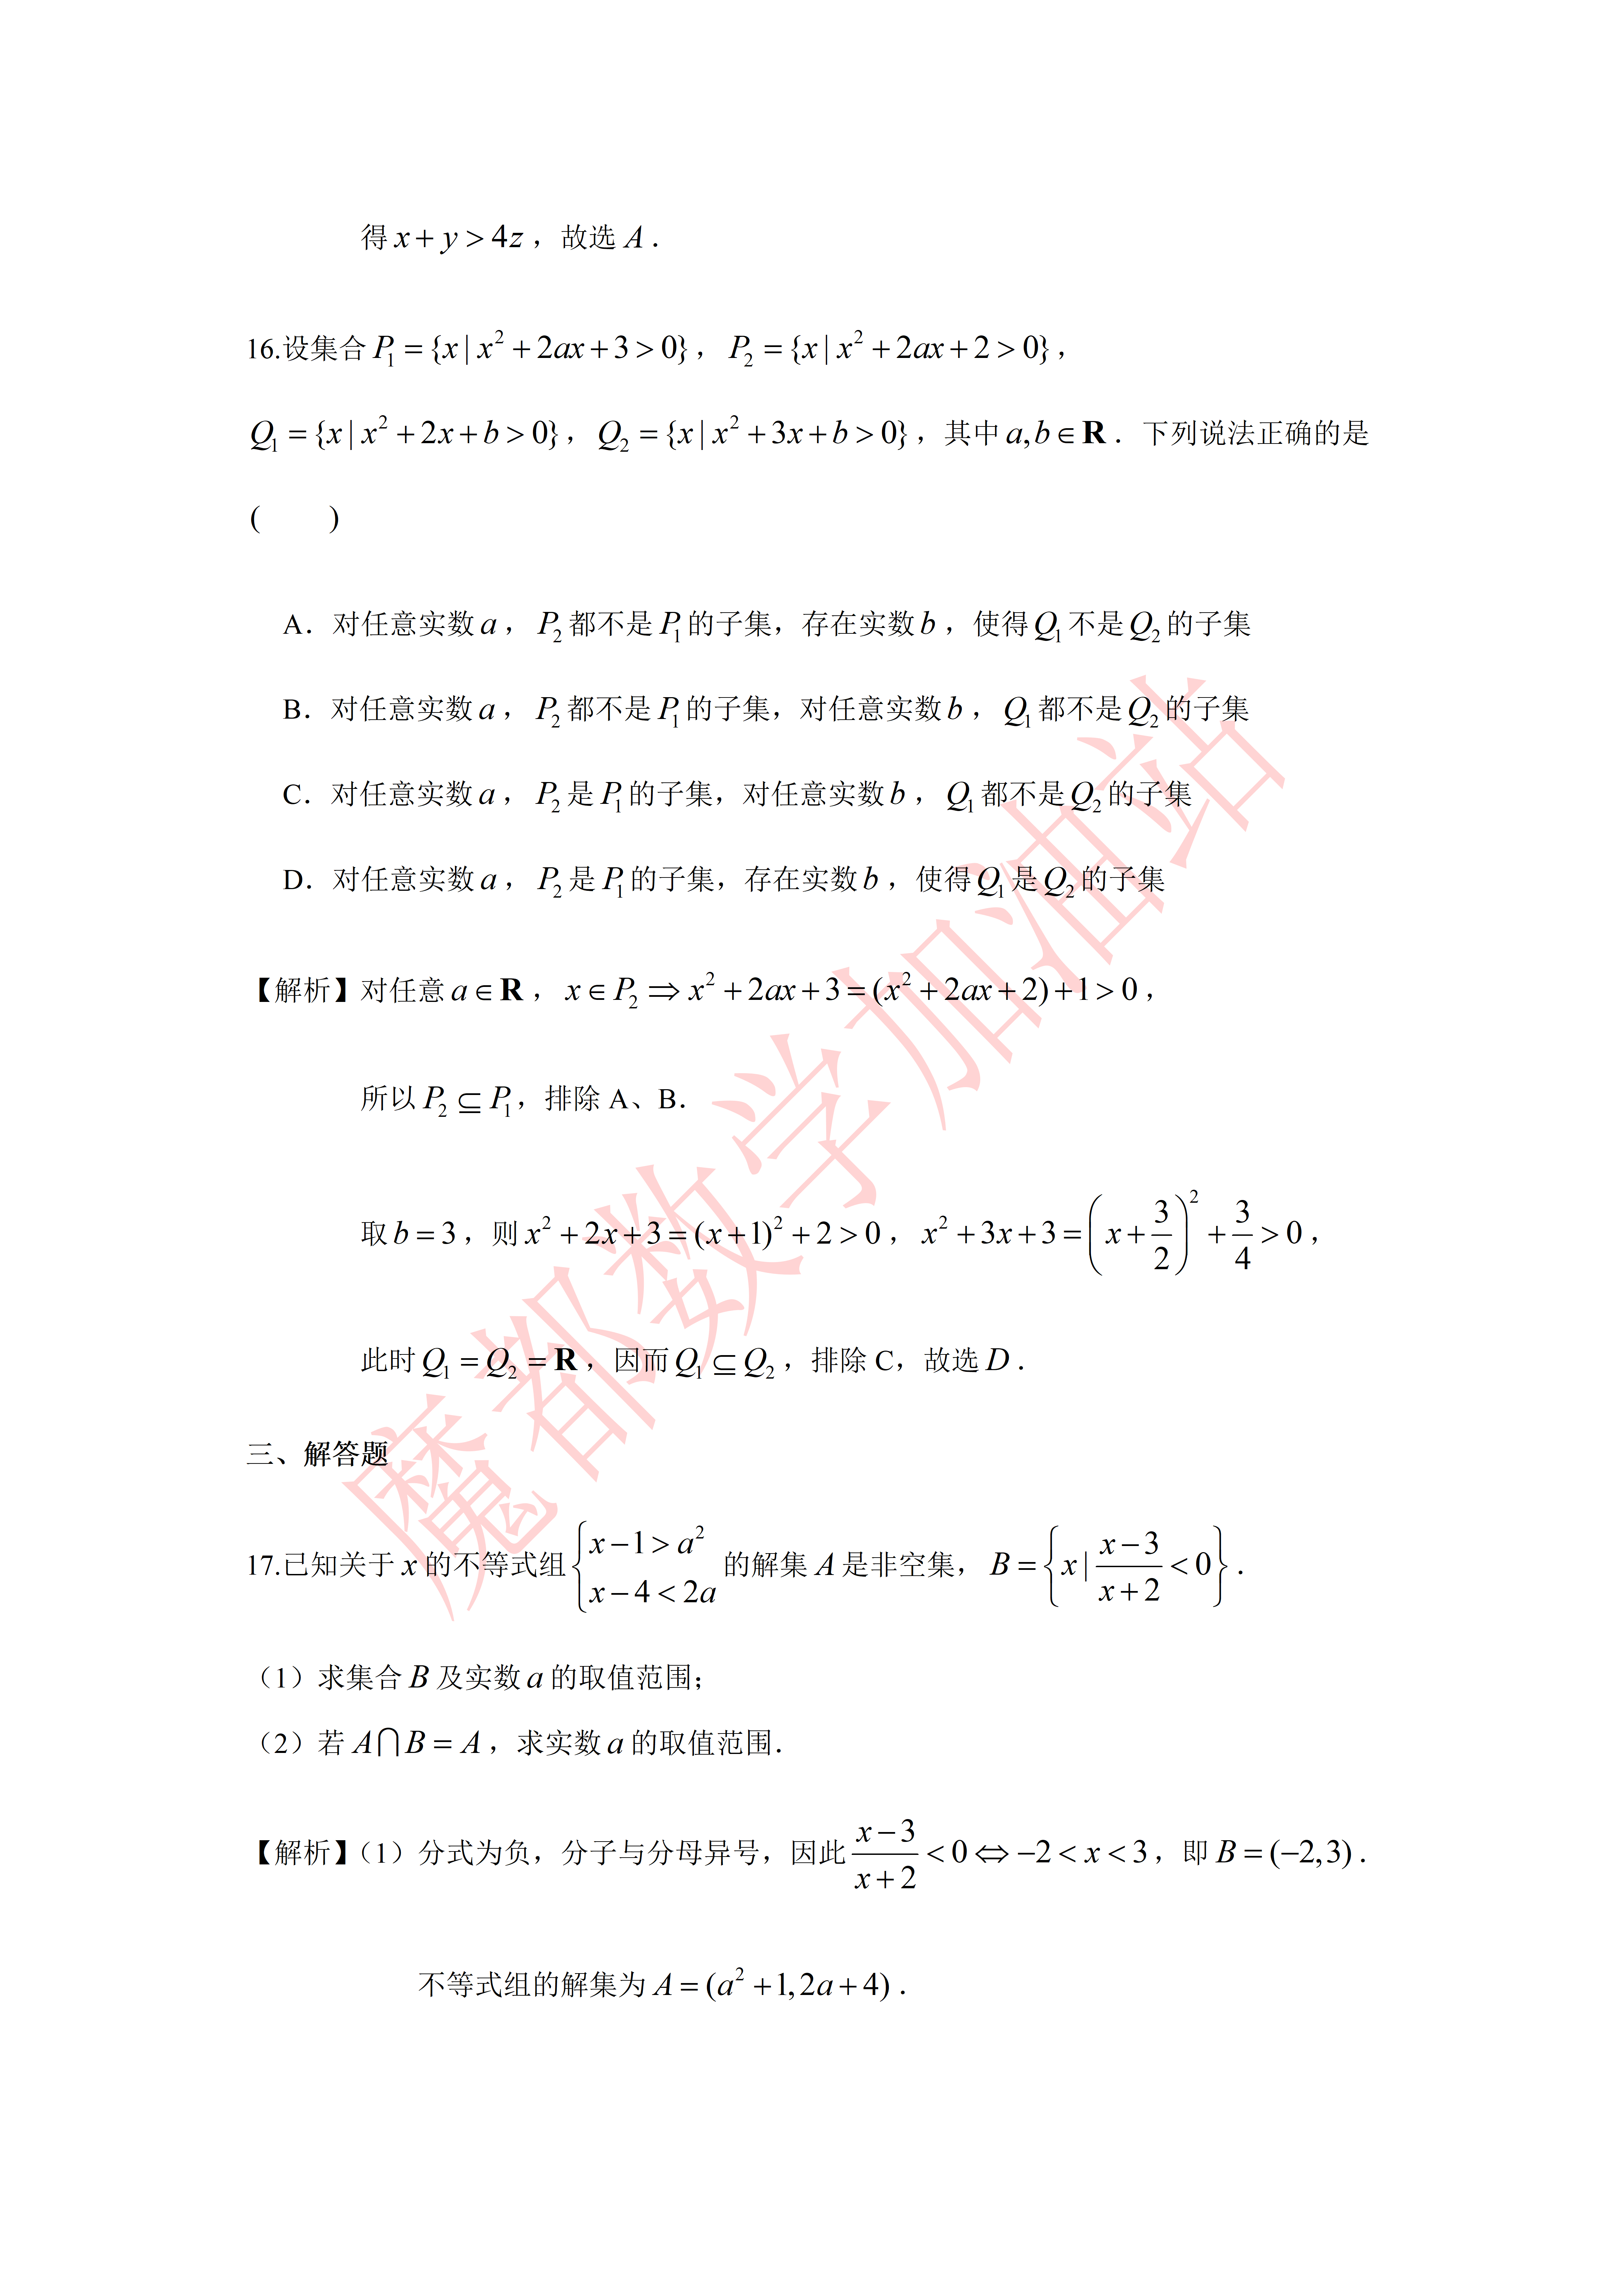 得 x + y > 4z，故选 A．
16.设集合 P₁ = {x | x² + 2ax + 3 > 0}，P₂ = {x | x² + 2ax + 2 > 0}，
Q₁ = {x | x² + 2x + b > 0}，Q₂ = {x | x² + 3x + b > 0}，其中 a, b ∈ R．下列说法正确的是
(　　)
A．对任意实数 a，P₂ 都不是 P₁ 的子集，存在实数 b，使得 Q₁ 不是 Q₂ 的子集
B．对任意实数 a，P₂ 都不是 P₁ 的子集，对任意实数 b，Q₁ 都不是 Q₂ 的子集
C．对任意实数 a，P₂ 是 P₁ 的子集，对任意实数 b，Q₁ 都不是 Q₂ 的子集
D．对任意实数 a，P₂ 是 P₁ 的子集，存在实数 b，使得 Q₁ 是 Q₂ 的子集
【解析】对任意 a ∈ R，x ∈ P₂ ⇒ x² + 2ax + 3 = (x² + 2ax + 2) + 1 > 0，
所以 P₂ ⊆ P₁，排除 A、B．
取 b = 3，则 x² + 2x + 3 = (x + 1)² + 2 > 0，x² + 3x + 3 = (x + 3/2)² + 3/4 > 0，
此时 Q₁ = Q₂ = R，因而 Q₁ ⊆ Q₂，排除 C，故选 D．
三、解答题
17.已知关于 x 的不等式组 { x − 1 > a² ; x − 4 < 2a 的解集 A 是非空集，B = { x | (x − 3)/(x + 2) < 0 }．
（1）求集合 B 及实数 a 的取值范围；
（2）若 A⋂B = A，求实数 a 的取值范围．
【解析】（1）分式为负，分子与分母异号，因此 (x − 3)/(x + 2) < 0 ⇔ −2 < x < 3，即 B = (−2,3)．
不等式组的解集为 A = (a² + 1, 2a + 4)．
魔都数学加油站